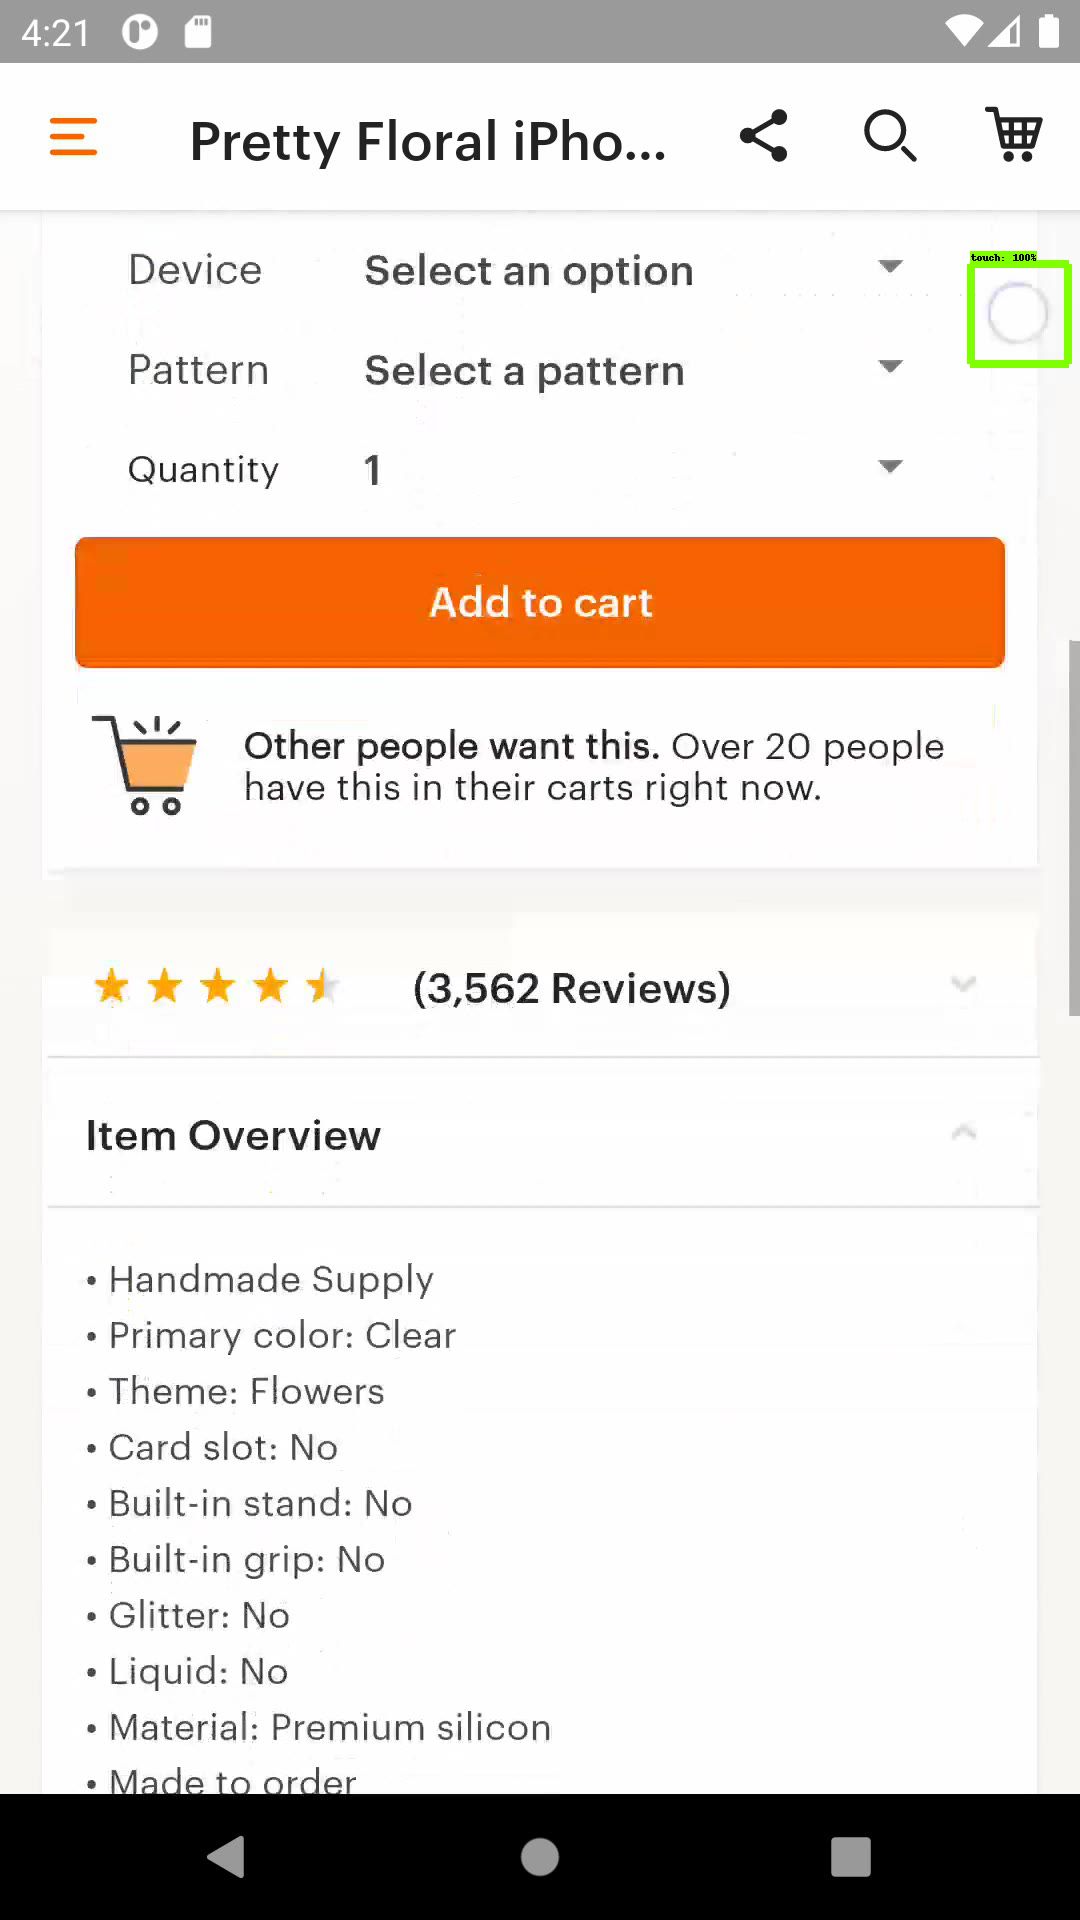 4:21
Pretty Floral iPho...
touch: 100%
Device Select an option
Pattern Select a pattern
Quantity 1
Add to cart
Other people want this. Over 20 people
have this in their carts right now.
(3,562 Reviews)
Item Overview
• Handmade Supply
• Primary color: Clear
• Theme: Flowers
• Card slot: No
• Built-in stand: No
• Built-in grip: No
• Glitter: No
• Liquid: No
• Material: Premium silicon
• Made to order